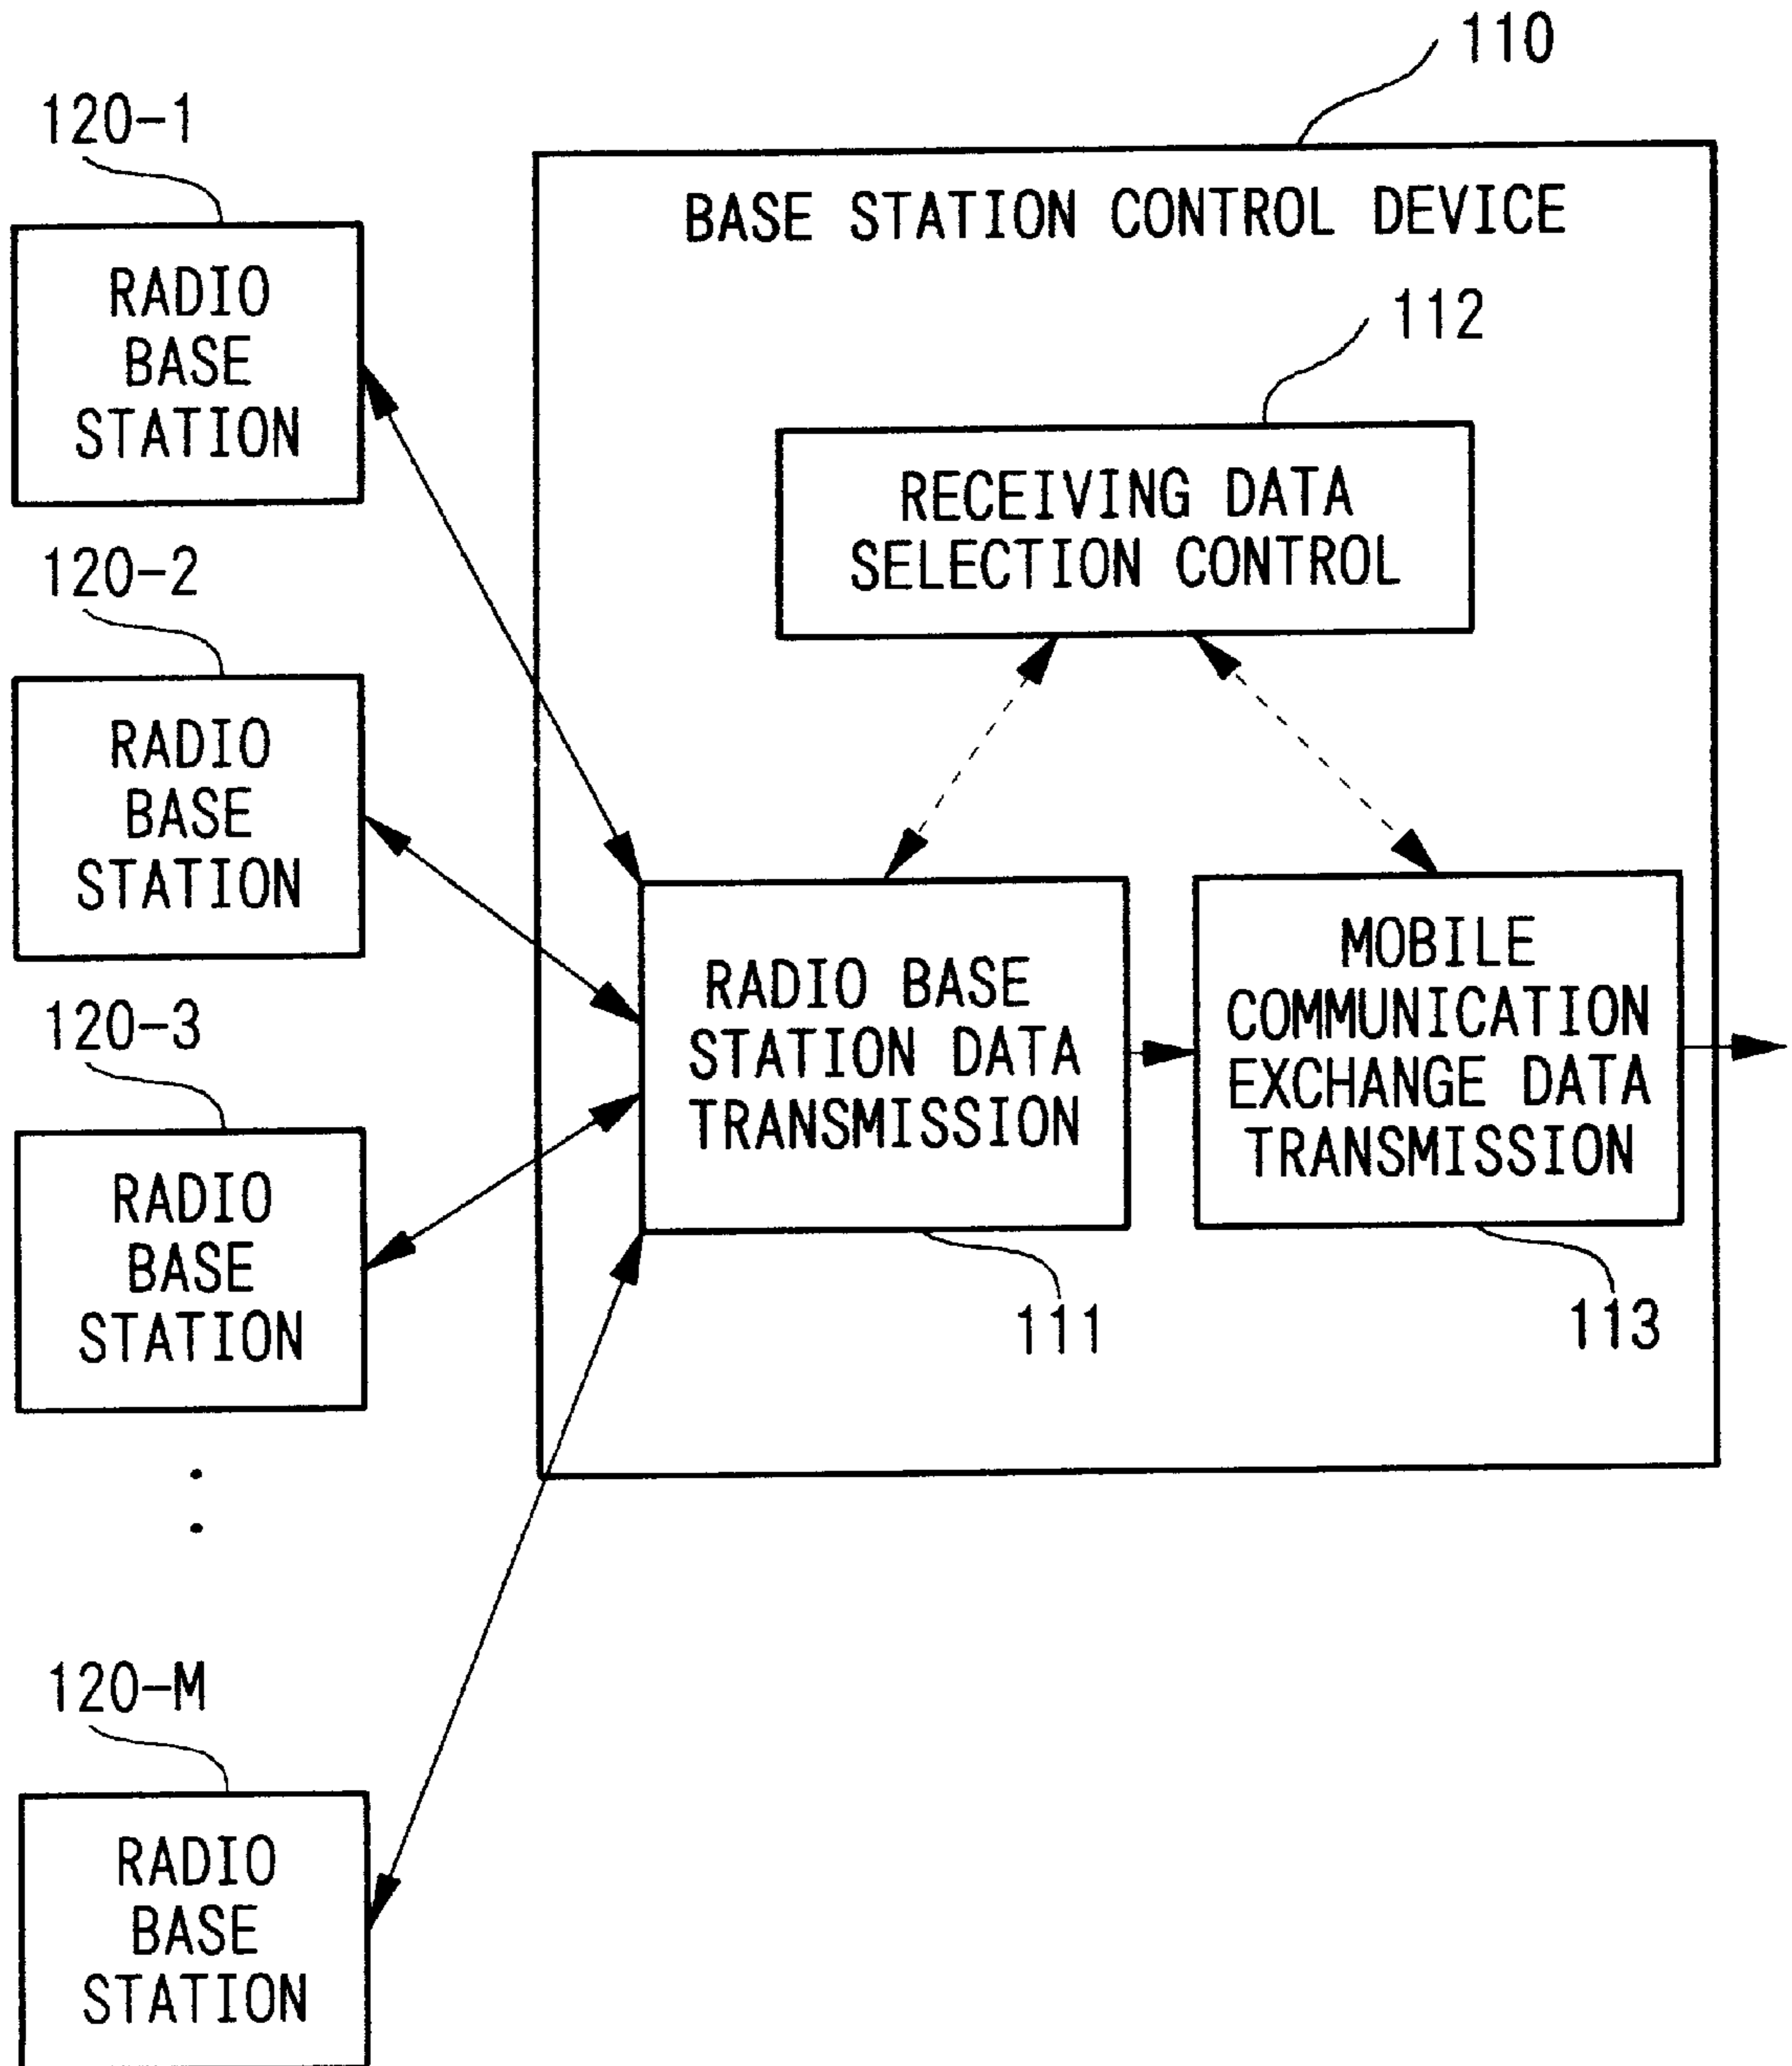 110
120-1
BASE STATION CONTROL DEVICE
RADIO
BASE
STATION
112
RECEIVING DATA
SELECTION CONTROL
120-2
RADIO
BASE
STATION
RADIO BASE
STATION DATA
TRANSMISSION
MOBILE
COMMUNICATION
EXCHANGE DATA
TRANSMISSION
120-3
RADIO
BASE
STATION
111
113
120-M
RADIO
BASE
STATION